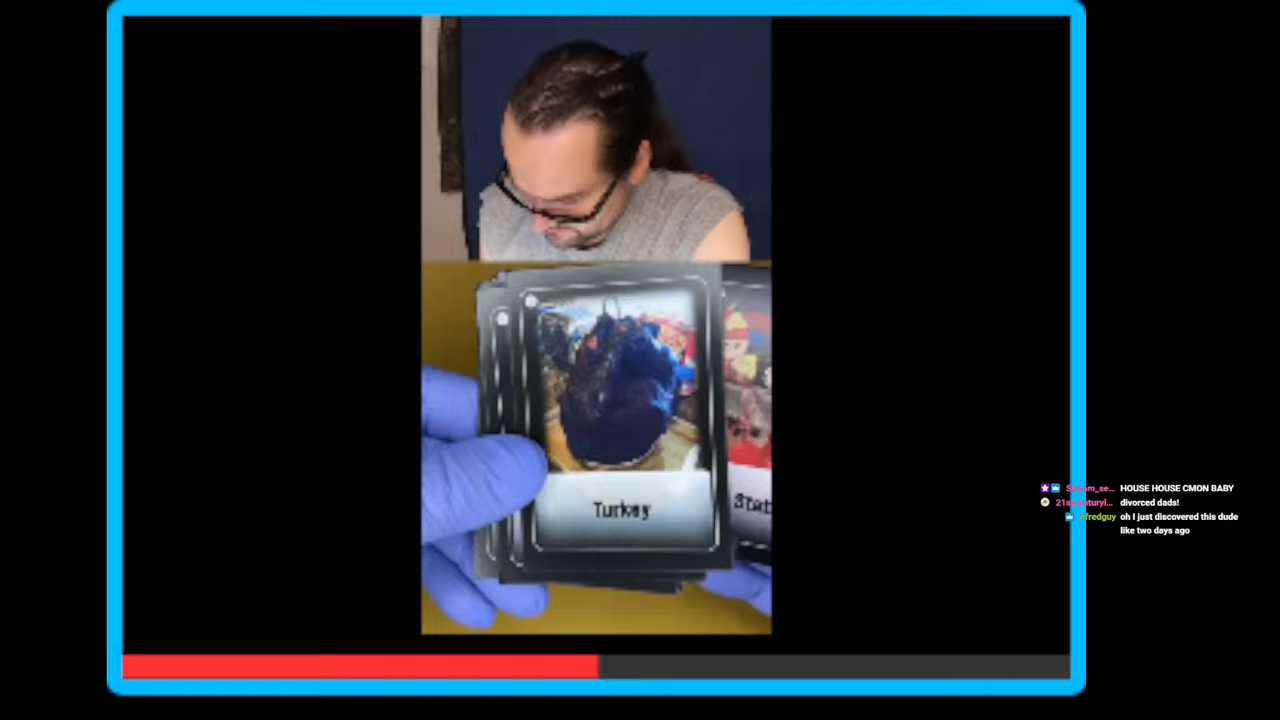 Turkey
HOUSE HOUSE CMON BABY
divorced dads!
oh I just discovered this dude
like two days ago